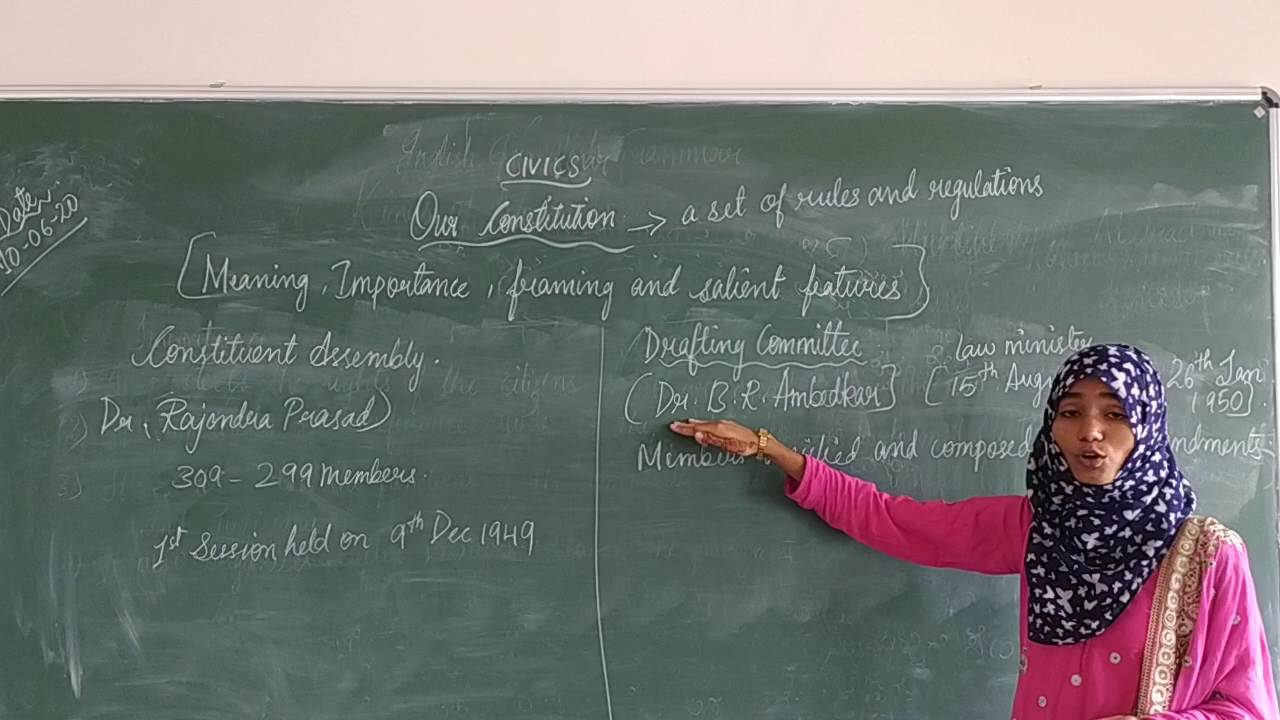 Date:
10-06-20
CIVICS
Our Constitution → a set of rules and regulations
[Meaning, Importance, framing and salient features]
Constituent Assembly.
Dr. Rajendra Prasad)
309 - 299 members.
1st Session held on 9th Dec 1949
Drafting Committee
(Dr. B. R. Ambedkar]
law minister
[15th Aug 26th Jan
1950].
Members and composed